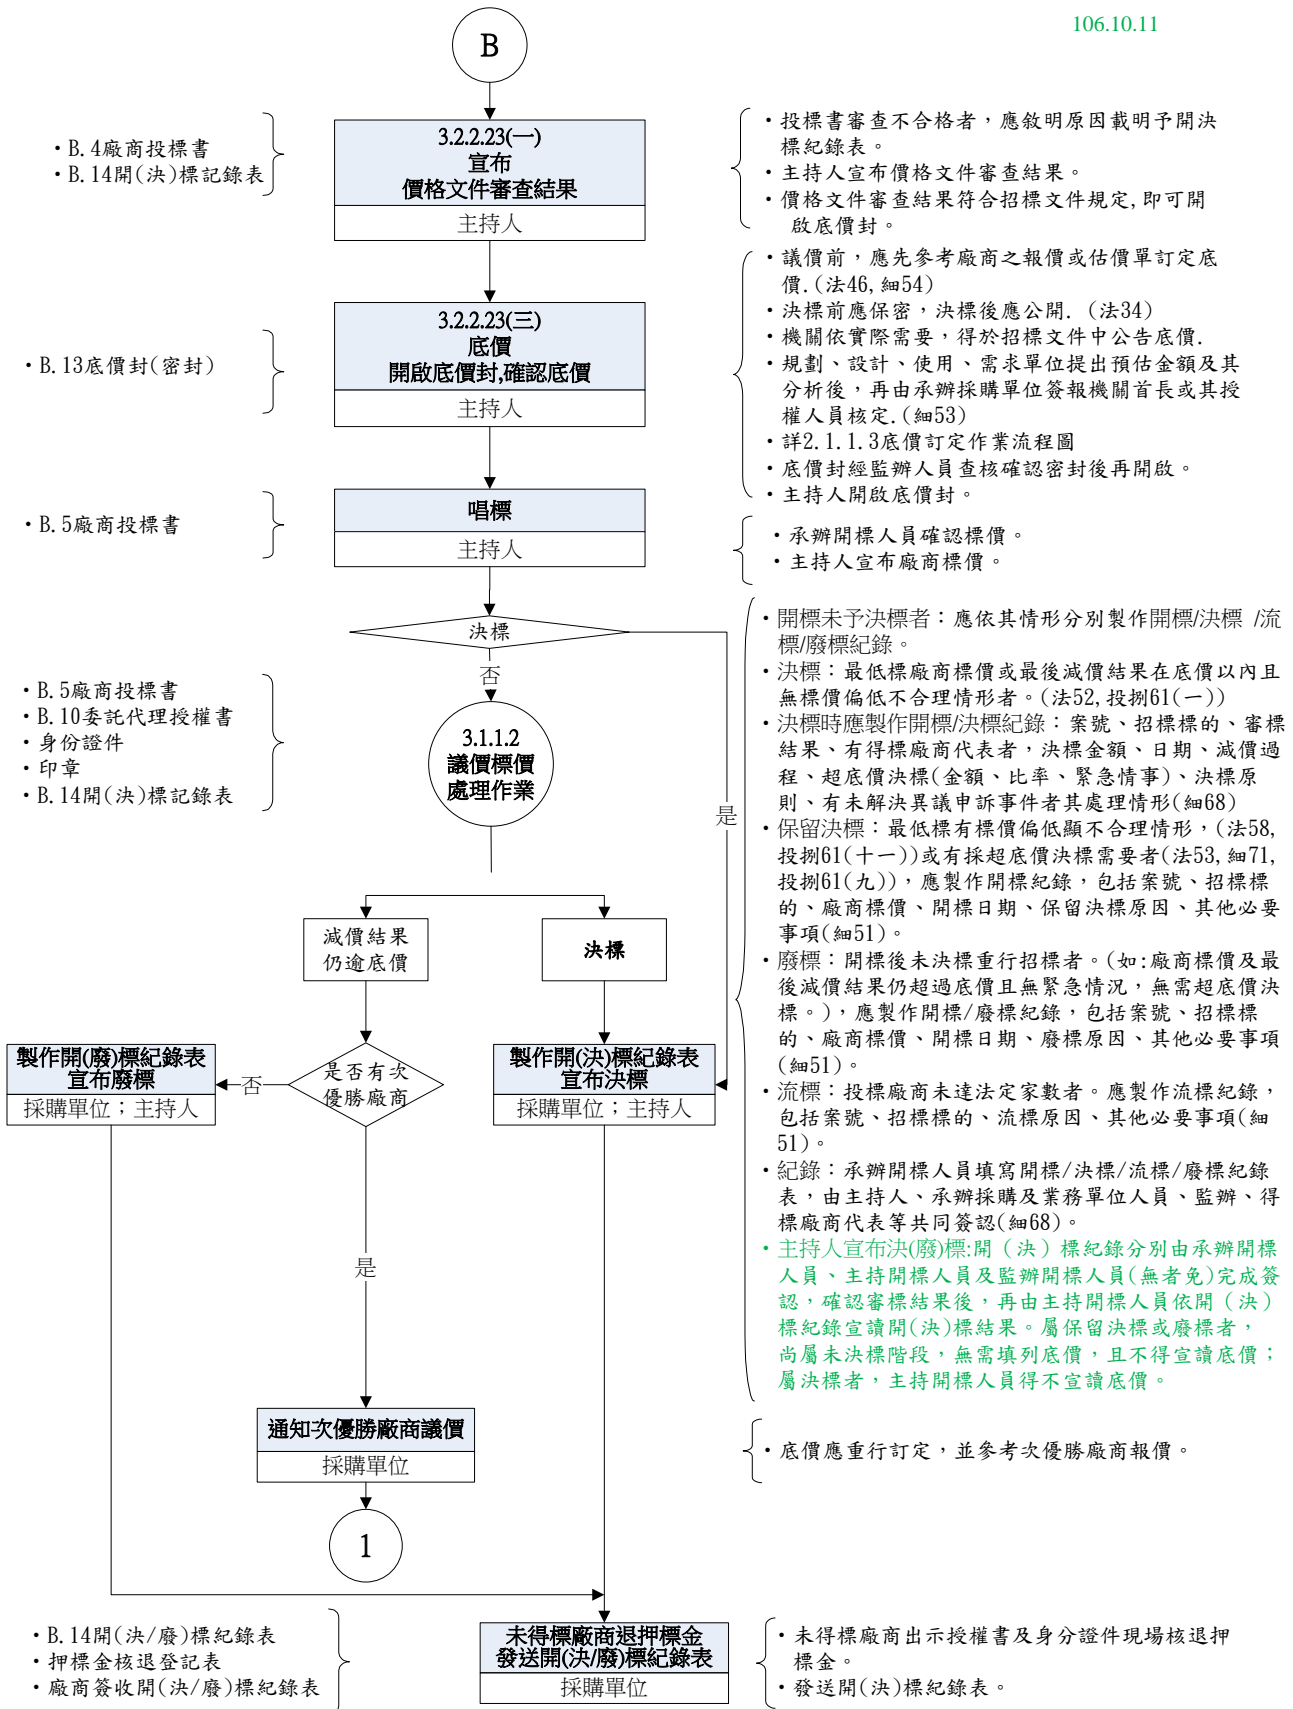 106.10.11
B
・B.4廠商投標書
・B.14開(決)標記錄表
3.2.2.23(一)
宣布
價格文件審查結果
主持人
・投標書審查不合格者，應敘明原因載明予開決
標紀錄表。
・主持人宣布價格文件審查結果。
・價格文件審查結果符合招標文件規定,即可開
啟底價封。
・B.13底價封(密封)
3.2.2.23(三)
底價
開啟底價封,確認底價
主持人
・議價前，應先參考廠商之報價或估價單訂定底
價.(法46,細54)
・決標前應保密，決標後應公開. (法34)
・機關依實際需要，得於招標文件中公告底價.
・規劃、設計、使用、需求單位提出預估金額及其
分析後，再由承辦採購單位簽報機關首長或其授
權人員核定.(細53)
・詳2.1.1.3底價訂定作業流程圖
・底價封經監辦人員查核確認密封後再開啟。
・主持人開啟底價封。
・B.5廠商投標書
唱標
主持人
・承辦開標人員確認標價。
・主持人宣布廠商標價。
決標
否
是
・B.5廠商投標書
・B.10委託代理授權書
・身份證件
・印章
・B.14開(決)標記錄表
3.1.1.2
議價標價
處理作業
減價結果
仍逾底價
決標
製作開(廢)標紀錄表
宣布廢標
採購單位；主持人
否
是否有次
優勝廠商
製作開(決)標紀錄表
宣布決標
採購單位；主持人
是
・開標未予決標者：應依其情形分別製作開標/決標 /流
標/廢標紀錄。
・決標：最低標廠商標價或最後減價結果在底價以內且
無標價偏低不合理情形者。(法52,投捌61(一))
・決標時應製作開標/決標紀錄：案號、招標標的、審標
結果、有得標廠商代表者，決標金額、日期、減價過
程、超底價決標(金額、比率、緊急情事)、決標原
則、有未解決異議申訴事件者其處理情形(細68)
・保留決標：最低標有標價偏低顯不合理情形，(法58,
投捌61(十一))或有採超底價決標需要者(法53,細71,
投捌61(九))，應製作開標紀錄，包括案號、招標標
的、廠商標價、開標日期、保留決標原因、其他必要
事項(細51)。
・廢標：開標後未決標重行招標者。(如:廠商標價及最
後減價結果仍超過底價且無緊急情況，無需超底價決
標。)，應製作開標/廢標紀錄，包括案號、招標標
的、廠商標價、開標日期、廢標原因、其他必要事項
(細51)。
・流標：投標廠商未達法定家數者。應製作流標紀錄，
包括案號、招標標的、流標原因、其他必要事項(細
51)。
・紀錄：承辦開標人員填寫開標/決標/流標/廢標紀錄
表，由主持人、承辦採購及業務單位人員、監辦、得
標廠商代表等共同簽認(細68)。
・主持人宣布決(廢)標:開（決）標紀錄分別由承辦開標
人員、主持開標人員及監辦開標人員(無者免)完成簽
認，確認審標結果後，再由主持開標人員依開（決）
標紀錄宣讀開(決)標結果。屬保留決標或廢標者，
尚屬未決標階段，無需填列底價，且不得宣讀底價；
屬決標者，主持開標人員得不宣讀底價。
通知次優勝廠商議價
採購單位
・底價應重行訂定，並參考次優勝廠商報價。
1
・B.14開(決/廢)標紀錄表
・押標金核退登記表
・廠商簽收開(決/廢)標紀錄表
未得標廠商退押標金
發送開(決/廢)標紀錄表
採購單位
・未得標廠商出示授權書及身分證件現場核退押
標金。
・發送開(決)標紀錄表。